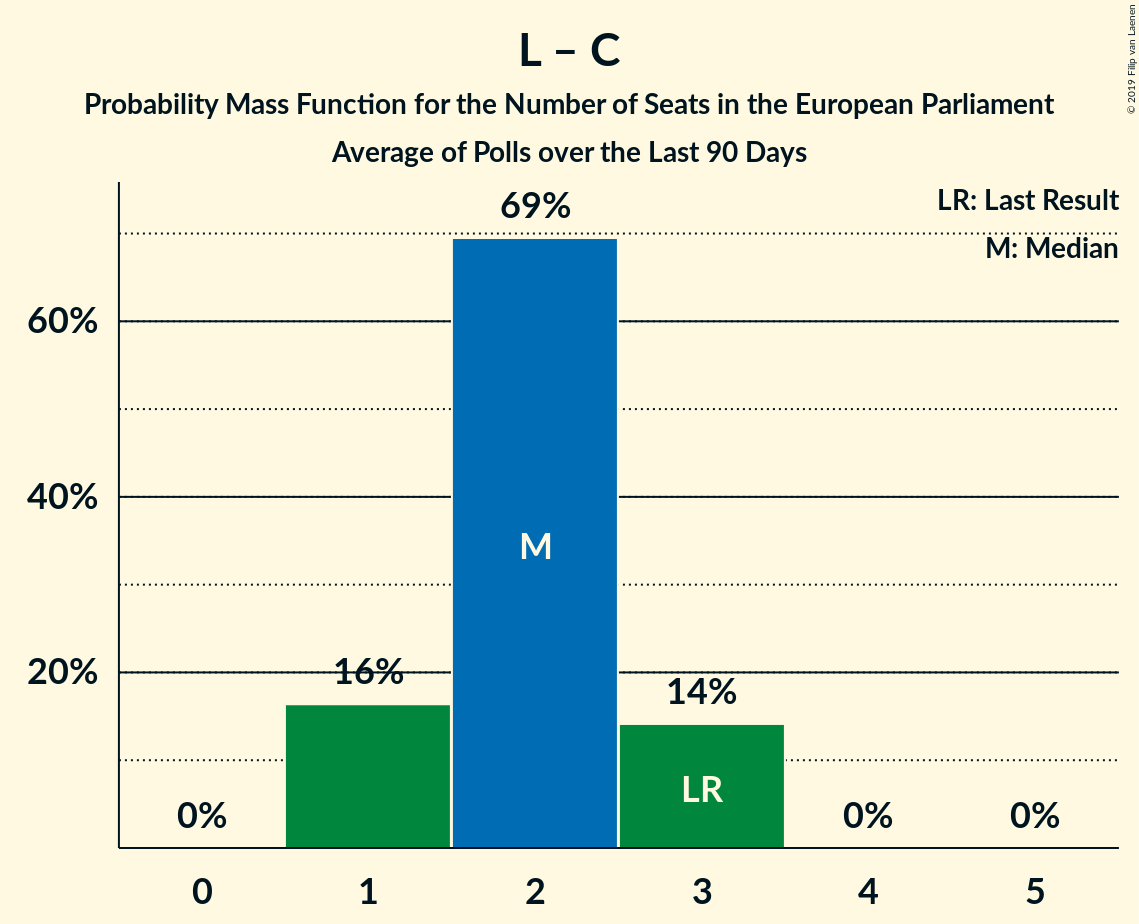 L – C
Probability Mass Function for the Number of Seats in the European Parliament
Average of Polls over the Last 90 Days
© 2019 Filip van Laenen
LR: Last Result
M: Median
69%
60%
40%
M
20%
16%
14%
LR
0%
0%
0%
0
1
2
3
4
5